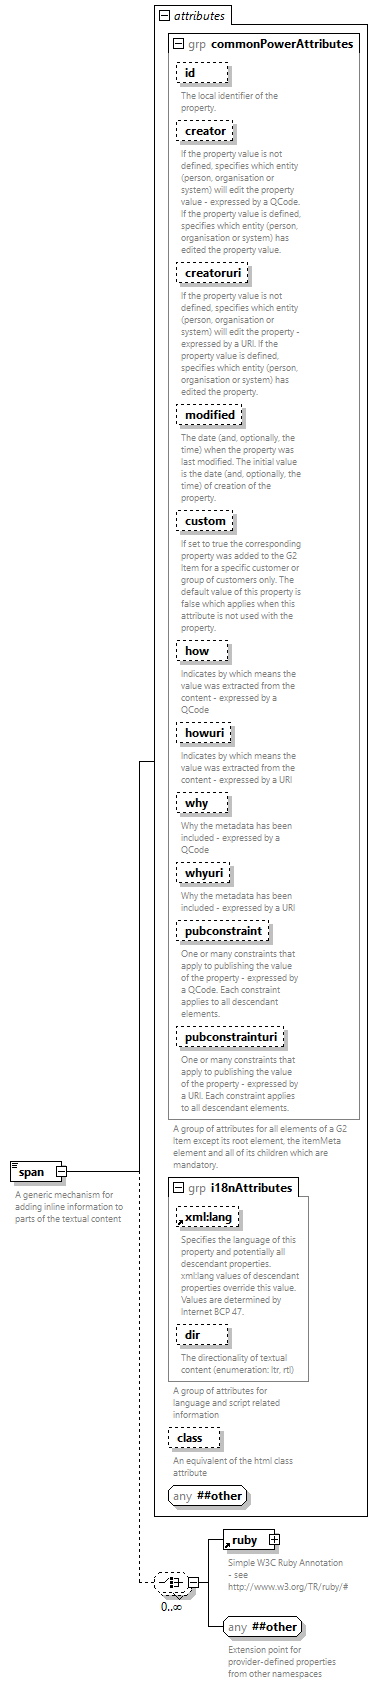 attributes
grp commonPowerAttributes
id
The local identifier of the
property.
creator
If the property value is not
defined, specifies which entity
(person, organisation or
system) will edit the property
value - expressed by a QCode.
If the property value is defined,
specifies which entity (person,
organisation or system) has
edited the property value.
creatoruri
If the property value is not
defined, specifies which entity
(person, organisation or
system) will edit the property -
expressed by a URI. If the
property value is defined,
specifies which entity (person,
organisation or system) has
edited the property.
modified
The date (and, optionally, the
time) when the property was
last modified. The initial value
is the date (and, optionally, the
time) of creation of the
property.
custom
If set to true the corresponding
property was added to the G2
Item for a specific customer or
group of customers only. The
default value of this property is
false which applies when this
attribute is not used with the
property.
how
Indicates by which means the
value was extracted from the
content - expressed by a
QCode
howuri
Indicates by which means the
value was extracted from the
content - expressed by a URI
why
Why the metadata has been
included - expressed by a
QCode
whyuri
Why the metadata has been
included - expressed by a URI
pubconstraint
One or many constraints that
apply to publishing the value
of the property - expressed by
a QCode. Each constraint
applies to all descendant
elements.
pubconstrainturi
One or many constraints that
apply to publishing the value
of the property - expressed by
a URI. Each constraint applies
to all descendant elements.
A group of attributes for all elements of a G2
Item except its root element, the itemMeta
element and all of its children which are
mandatory.
span
A generic mechanism for
adding inline information to
parts of the textual content
grp i18nAttributes
xml:lang
Specifies the language of this
property and potentially all
descendant properties.
xml:lang values of descendant
properties override this value.
Values are determined by
Internet BCP 47.
dir
The directionality of textual
content (enumeration: ltr, rtl)
A group of attributes for
language and script related
information
class
An equivalent of the html class
attribute
any ##other
ruby
Simple W3C Ruby Annotation
- see
http://www.w3.org/TR/ruby/#
0..∞
any ##other
Extension point for
provider-defined properties
from other namespaces